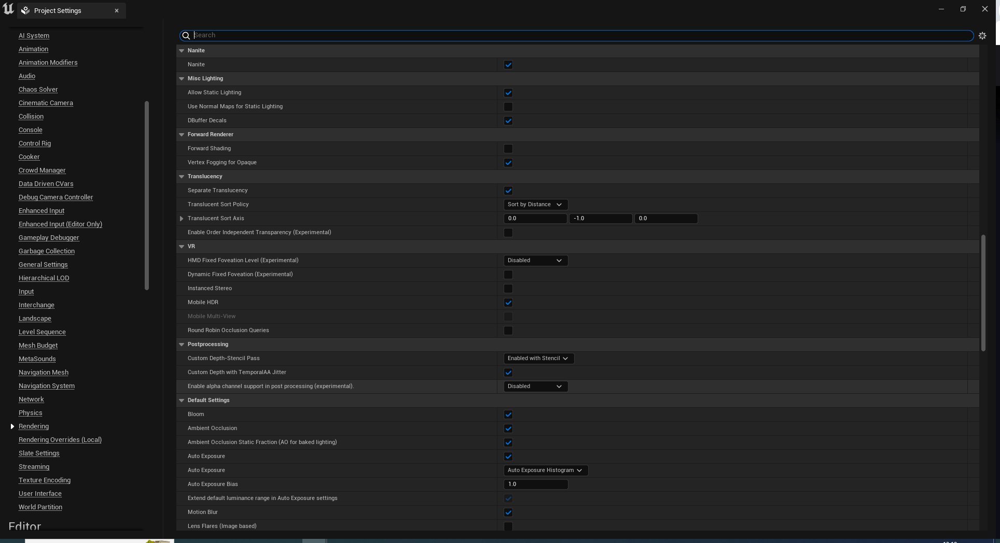 Project Settings
AI System
Animation
Animation Modifiers
Audio
Chaos Solver
Cinematic Camera
Collision
Console
Control Rig
Cooker
Crowd Manager
Data Driven CVars
Debug Camera Controller
Enhanced Input
Enhanced Input (Editor Only)
Gameplay Debugger
Garbage Collection
General Settings
Hierarchical LOD
Input
Interchange
Landscape
Level Sequence
Mesh Budget
MetaSounds
Navigation Mesh
Navigation System
Network
Physics
Rendering
Rendering Overrides (Local)
Slate Settings
Streaming
Texture Encoding
User Interface
World Partition
Editor
Search
Nanite
Nanite
Misc Lighting
Allow Static Lighting
Use Normal Maps for Static Lighting
DBuffer Decals
Forward Renderer
Forward Shading
Vertex Fogging for Opaque
Translucency
Separate Translucency
Translucent Sort Policy Sort by Distance
Translucent Sort Axis 0.0 -1.0 0.0
Enable Order Independent Transparency (Experimental)
VR
HMD Fixed Foveation Level (Experimental) Disabled
Dynamic Fixed Foveation (Experimental)
Instanced Stereo
Mobile HDR
Mobile Multi-View
Round Robin Occlusion Queries
Postprocessing
Custom Depth-Stencil Pass Enabled with Stencil
Custom Depth with TemporalAA Jitter
Enable alpha channel support in post processing (experimental). Disabled
Default Settings
Bloom
Ambient Occlusion
Ambient Occlusion Static Fraction (AO for baked lighting)
Auto Exposure
Auto Exposure Auto Exposure Histogram
Auto Exposure Bias 1.0
Extend default luminance range in Auto Exposure settings
Motion Blur
Lens Flares (Image based)